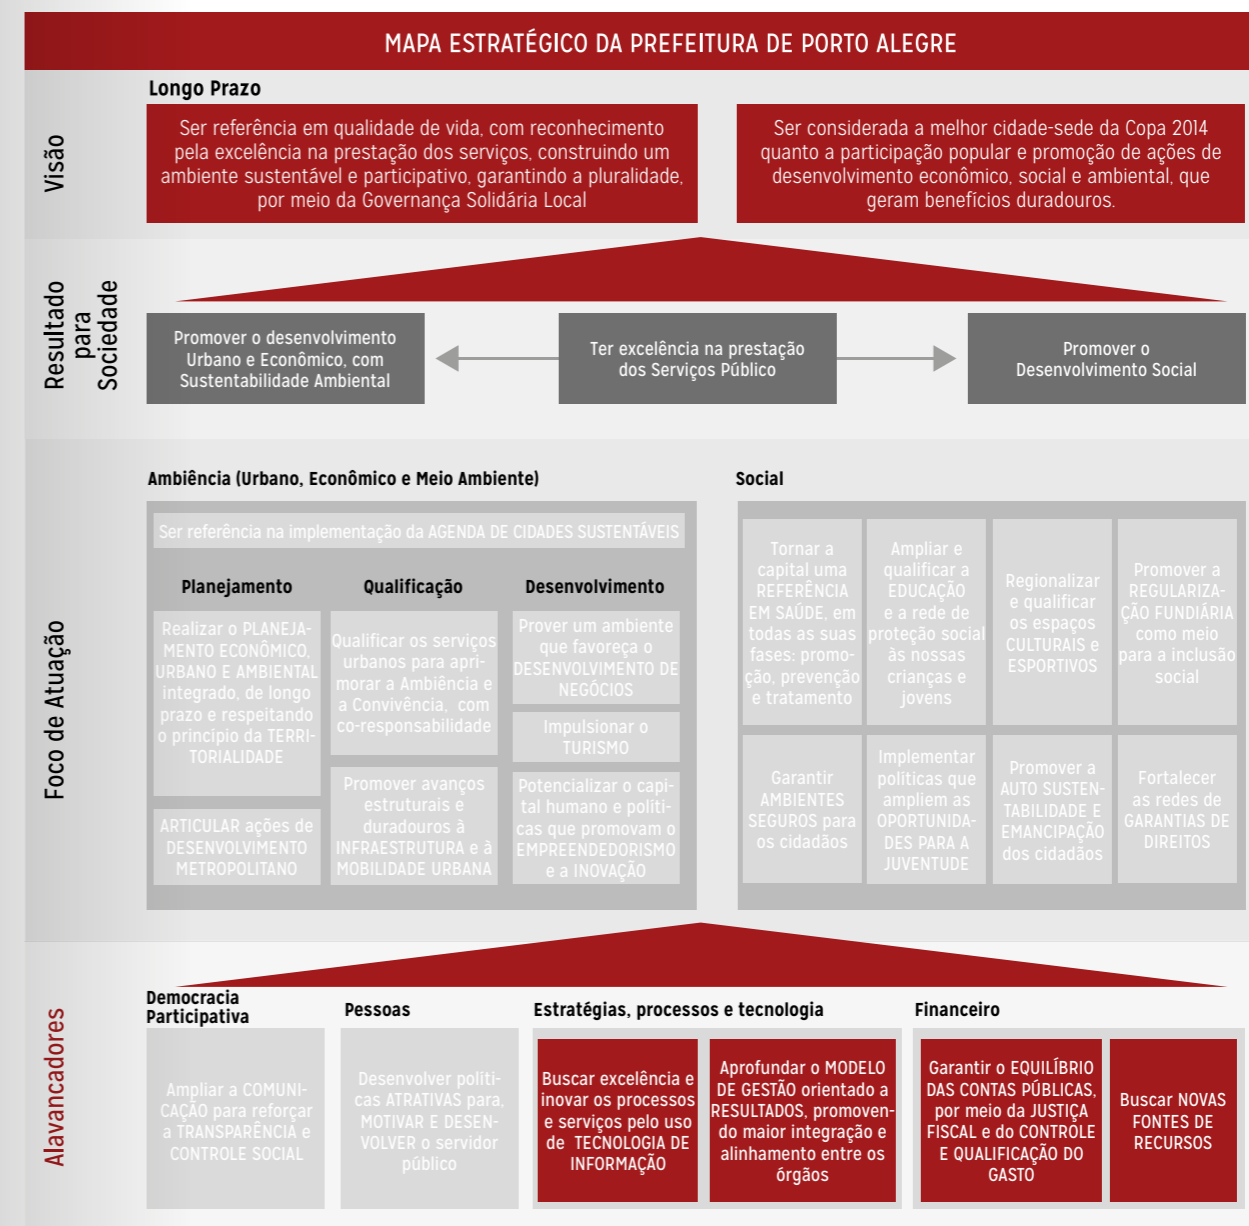 MAPA ESTRATÉGICO DA PREFEITURA DE PORTO ALEGRE
Visão
Longo Prazo
Ser referência em qualidade de vida, com reconhecimento
pela excelência na prestação dos serviços, construindo um
ambiente sustentável e participativo, garantindo a pluralidade,
por meio da Governança Solidária Local
Ser considerada a melhor cidade-sede da Copa 2014
quanto a participação popular e promoção de ações de
desenvolvimento econômico, social e ambiental, que
geram benefícios duradouros.
Resultado
para
Sociedade
Promover o desenvolvimento
Urbano e Econômico, com
Sustentabilidade Ambiental
Ter excelência na prestação
dos Serviços Público
Promover o
Desenvolvimento Social
Foco de Atuação
Ambiência (Urbano, Econômico e Meio Ambiente)
Ser referência na implementação da AGENDA DE CIDADES SUSTENTÁVEIS
Planejamento
Realizar o PLANEJA-
MENTO ECONÔMICO,
URBANO E AMBIENTAL
integrado, de longo
prazo e respeitando
o principio da TERRI-
TORIALIDADE
ARTICULAR ações de
DESENVOLVIMENTO
METROPOLITANO
Qualificação
Qualificar os serviços
urbanos para apri-
morar a Ambiência e
a Convivência, com
co-responsabilidade
Promover avanços
estruturais e
duradouros à
INFRAESTRUTURA e à
MOBILIDADE URBANA
Desenvolvimento
Prover um ambiente
que favoreça o
DESENVOLVIMENTO DE
NEGÓCIOS
Impulsionar o
TURISMO
Potencializar o capi-
tal humano e politi-
cas que promovam o
EMPREENDEDORISMO
e a INOVAÇÃO
Social
Tornar a
capital uma
REFERÊNCIA
EM SAÚDE, em
todas as suas
fases: promo-
ção, prevenção
e tratamento
Ampliar e
qualificar a
EDUCAÇÃO
e a rede de
proteção social
às nossas
crianças e
jovens
Regionalizar
e qualificar
os espaços
CULTURAIS e
ESPORTIVOS
Promover a
REGULARIZA-
ÇÃO FUNDIÁRIA
como meio
para a inclusão
social
Garantir
AMBIENTES
SEGUROS para
os cidadãos
Implementar
politicas que
ampliem as
OPORTUNIDA-
DES PARA A
JUVENTUDE
Promover a
AUTO SUSTEN-
TABILIDADE E
EMANCIPAÇÃO
dos cidadãos
Fortalecer
as redes de
GARANTIAS DE
DIREITOS
Alavancadores
Democracia
Participativa
Ampliar a COMUNI-
CAÇÃO para reforçar
a TRANSPARÊNCIA e
CONTROLE SOCIAL
Pessoas
Desenvolver politi-
cas ATRATIVAS para,
MOTIVAR E DESEN-
VOLVER o servidor
público
Estratégias, processos e tecnologia
Buscar excelência e
inovar os processos
e serviços pelo uso
de TECNOLOGIA DE
INFORMAÇÃO
Aprofundar o MODELO
DE GESTÃO orientado a
RESULTADOS, promoven-
do maior integração e
alinhamento entre os
órgãos
Financeiro
Garantir o EQUILÍBRIO
DAS CONTAS PÚBLICAS,
por meio da JUSTIÇA
FISCAL e do CONTROLE
E QUALIFICAÇÃO DO
GASTO
Buscar NOVAS
FONTES DE
RECURSOS